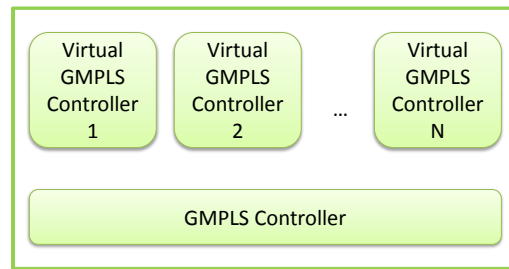 Virtual
GMPLS
Controller
1
Virtual
GMPLS
Controller
2
...
Virtual
GMPLS
Controller
N
GMPLS Controller